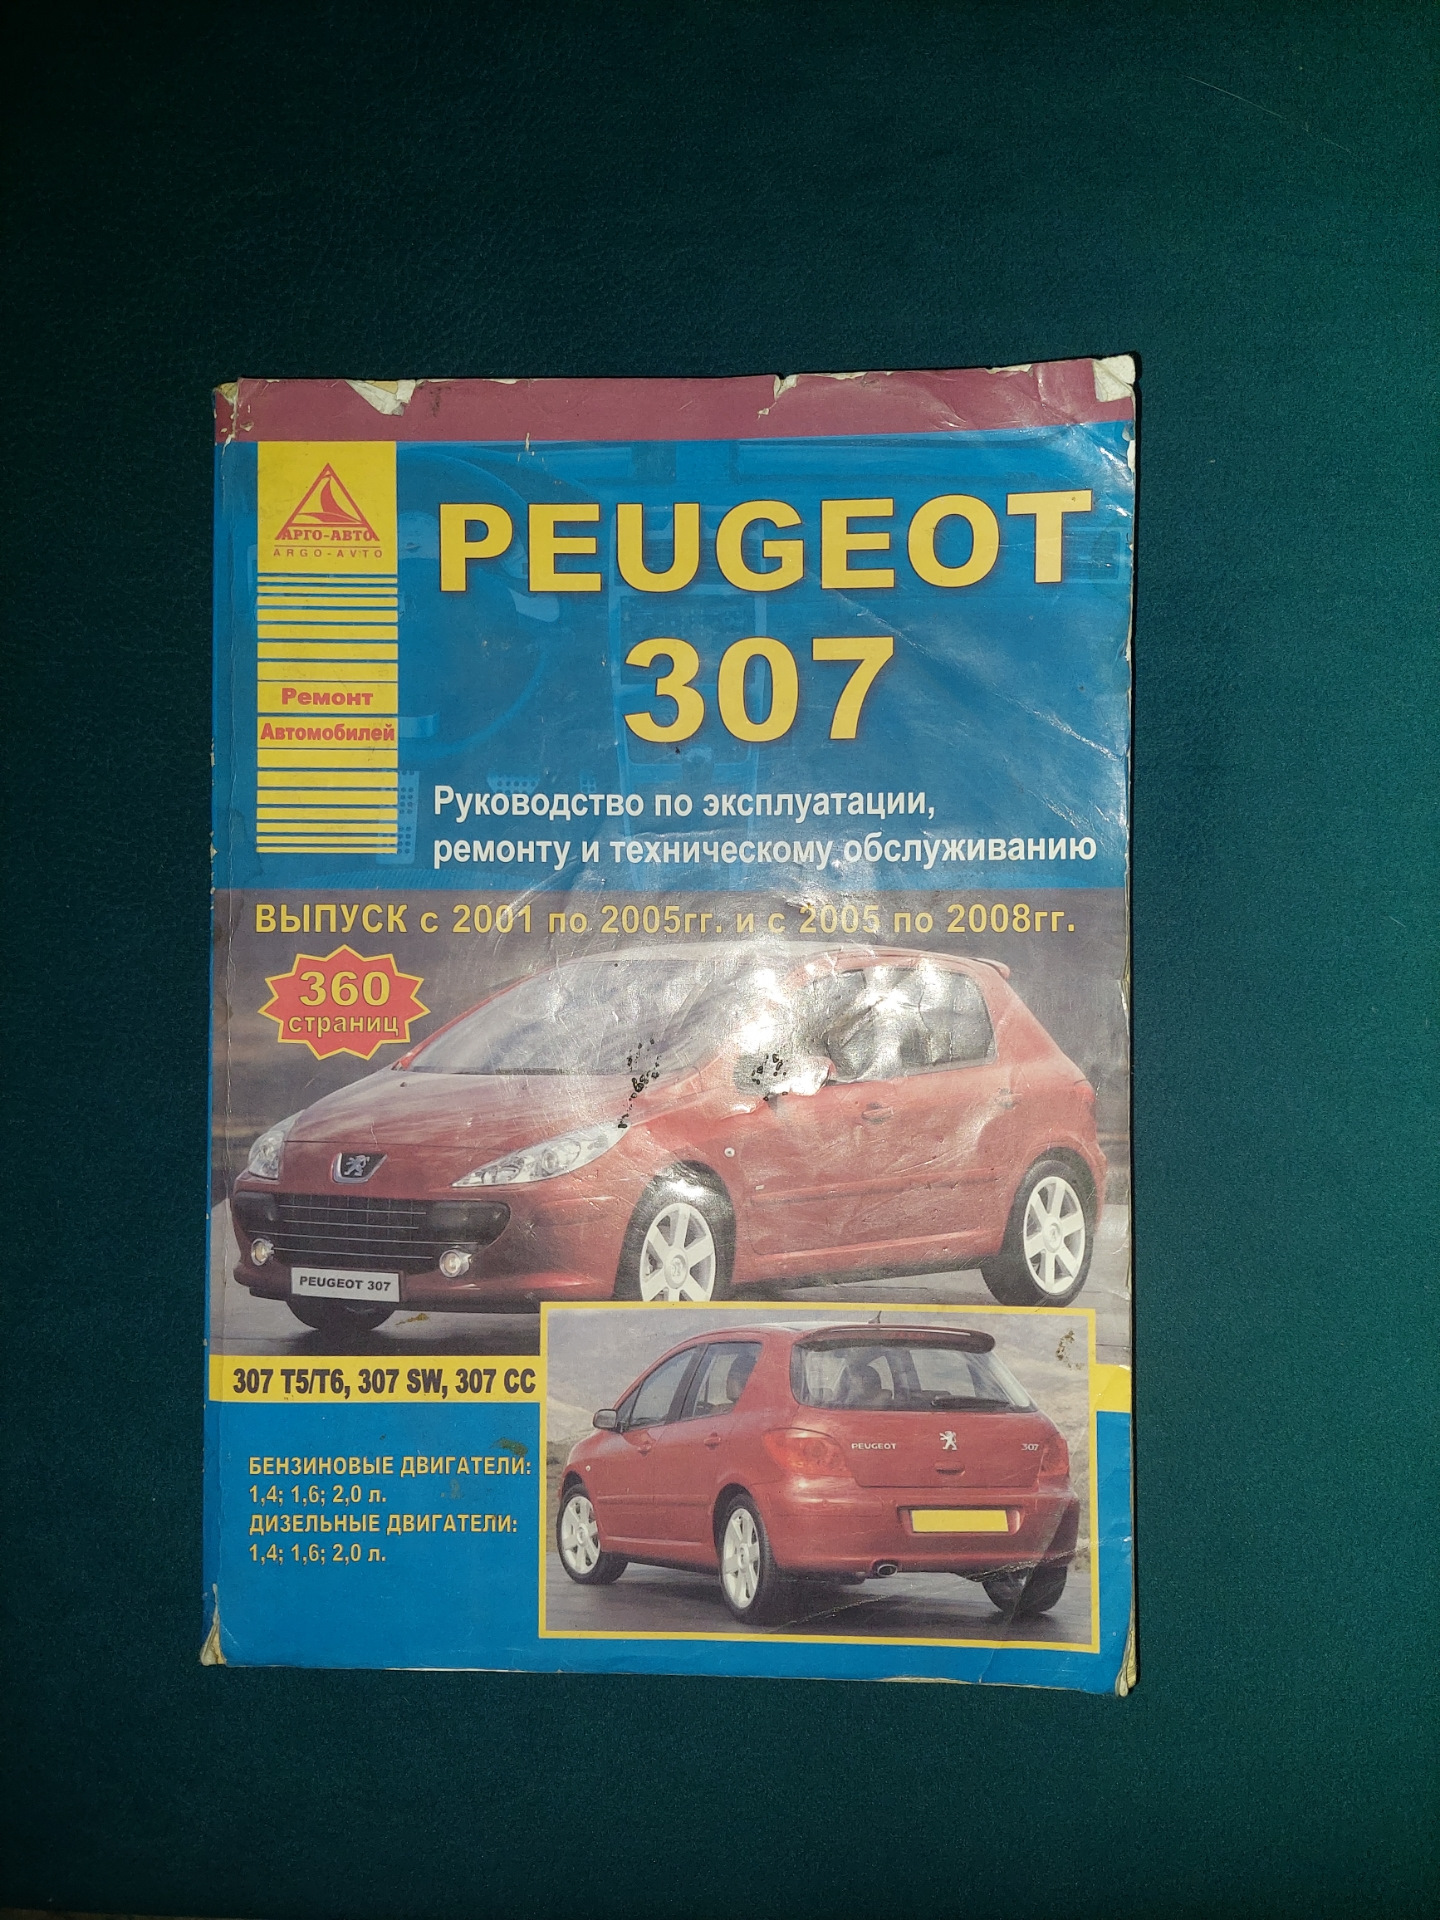 АРГО-АВТО
ARGO-AVTO
PEUGEOT
307
Ремонт
Автомобилей
Руководство по эксплуатации,
ремонту и техническому обслуживанию
ВЫПУСК с 2001 по 2005гг. и с 2005 по 2008гг.
360
страниц
PEUGEOT 307
307 T5/T6, 307 SW, 307 CC
PEUGEOT
307
БЕНЗИНОВЫЕ ДВИГАТЕЛИ:
1,4; 1,6; 2,0 л.
ДИЗЕЛЬНЫЕ ДВИГАТЕЛИ:
1,4; 1,6; 2,0 л.